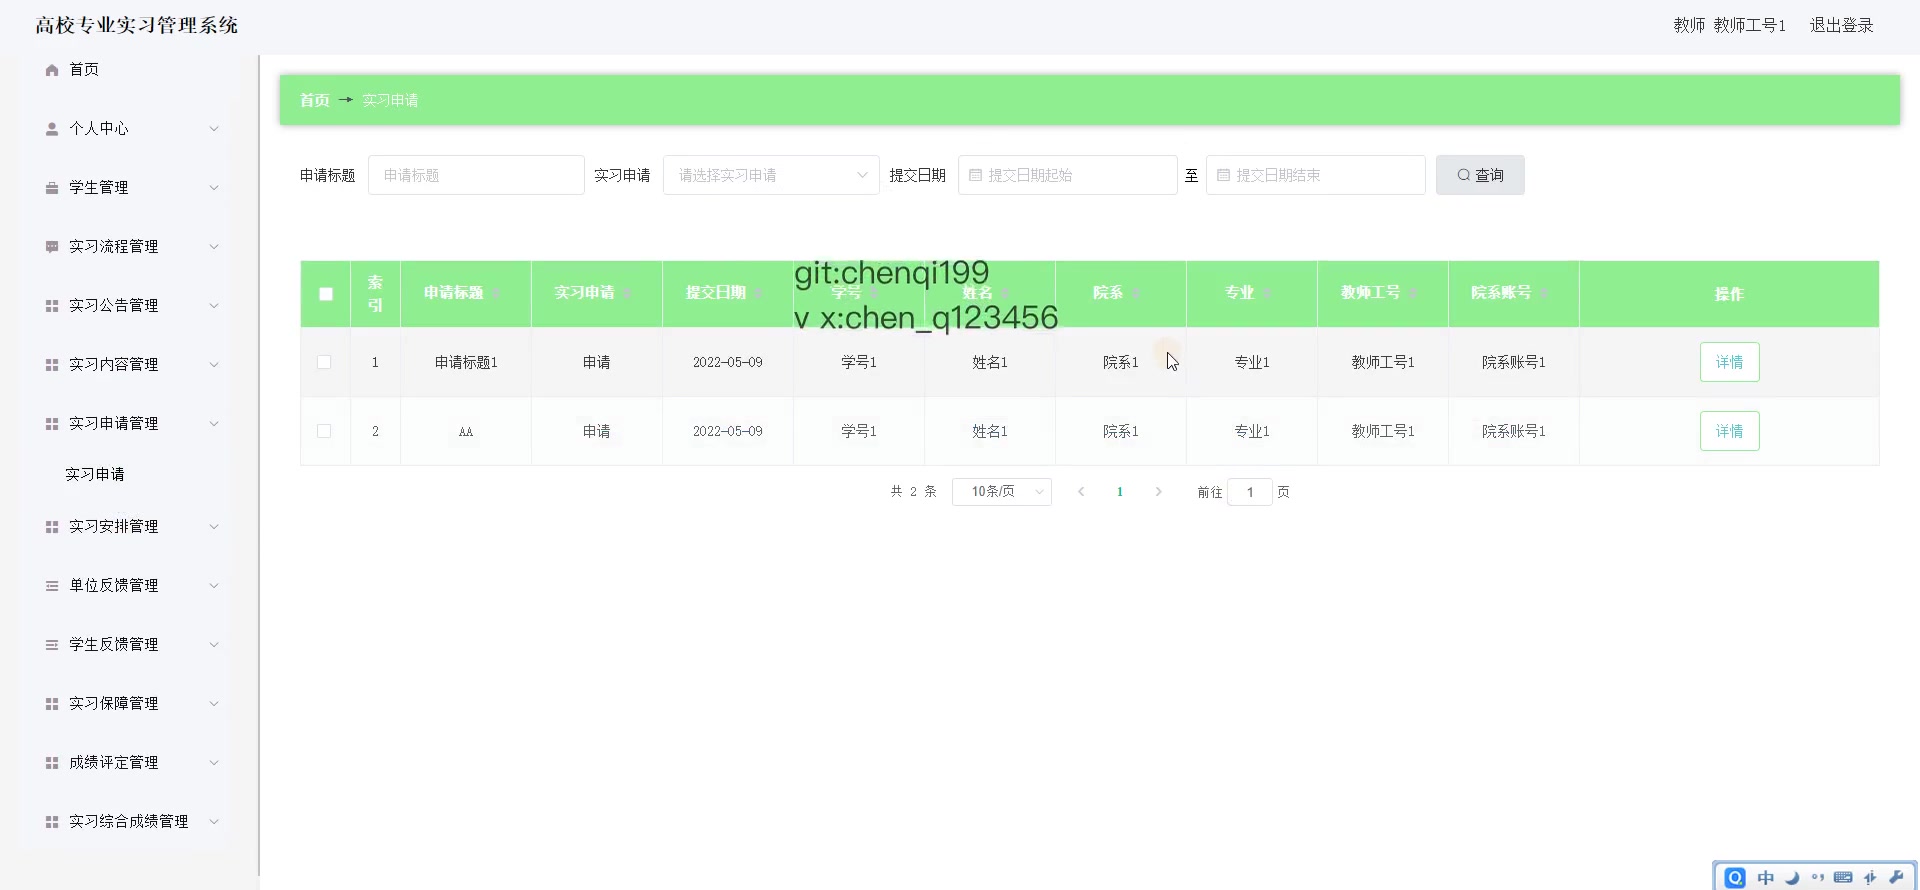 高校专业实习管理系统
教师 教师工号1 退出登录
首页
个人中心
学生管理
实习流程管理
实习公告管理
实习内容管理
实习申请管理
实习申请
实习安排管理
单位反馈管理
学生反馈管理
实习保障管理
成绩评定管理
实习综合成绩管理
首页 → 实习申请
申请标题 申请标题 实习申请 请选择实习申请 提交日期 提交日期起始 至 提交日期结束 查询
git:chenqi199
v x:chen_q123456
索引 申请标题 实习申请 提交日期 学号 姓名 院系 专业 教师工号 院系账号 操作
1 申请标题1 申请 2022-05-09 学号1 姓名1 院系1 专业1 教师工号1 院系账号1 详情
2 AA 申请 2022-05-09 学号1 姓名1 院系1 专业1 教师工号1 院系账号1 详情
共 2 条 10条/页 1 前往 1 页
中